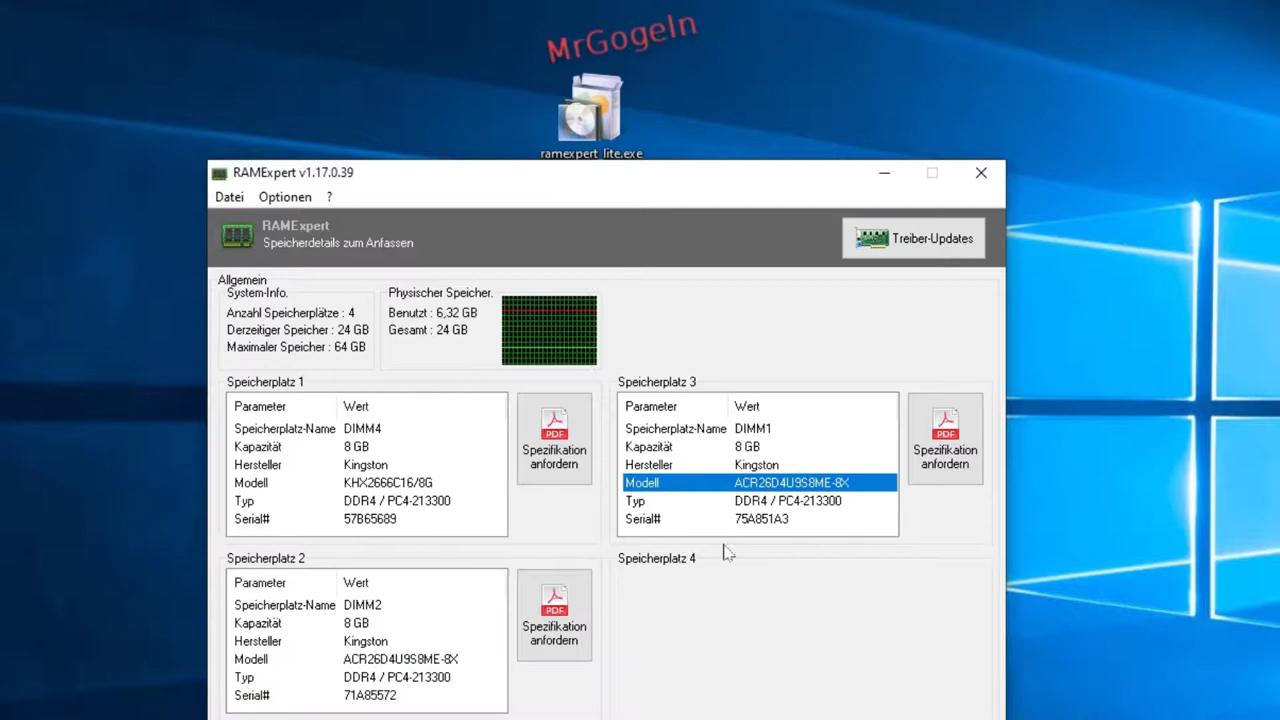 MrGogeln
ramexpert_lite.exe
RAMExpert v1.17.0.39
Datei Optionen ?
RAMExpert
Speicherdetails zum Anfassen
Treiber-Updates
Allgemein
System-Info.
Anzahl Speicherplätze : 4
Derzeitiger Speicher : 24 GB
Maximaler Speicher : 64 GB
Physischer Speicher.
Benutzt : 6,32 GB
Gesamt : 24 GB
Speicherplatz 1
Parameter Wert
Speicherplatz-Name DIMM4
Kapazität 8 GB
Hersteller Kingston
Modell KHX2666C16/8G
Typ DDR4 / PC4-213300
Serial# 57B65689
PDF
Spezifikation
anfordern
Speicherplatz 3
Parameter Wert
Speicherplatz-Name DIMM1
Kapazität 8 GB
Hersteller Kingston
Modell ACR26D4U9S8ME-8X
Typ DDR4 / PC4-213300
Serial# 75A851A3
PDF
Spezifikation
anfordern
Speicherplatz 2
Parameter Wert
Speicherplatz-Name DIMM2
Kapazität 8 GB
Hersteller Kingston
Modell ACR26D4U9S8ME-8X
Typ DDR4 / PC4-213300
Serial# 71A85572
PDF
Spezifikation
anfordern
Speicherplatz 4